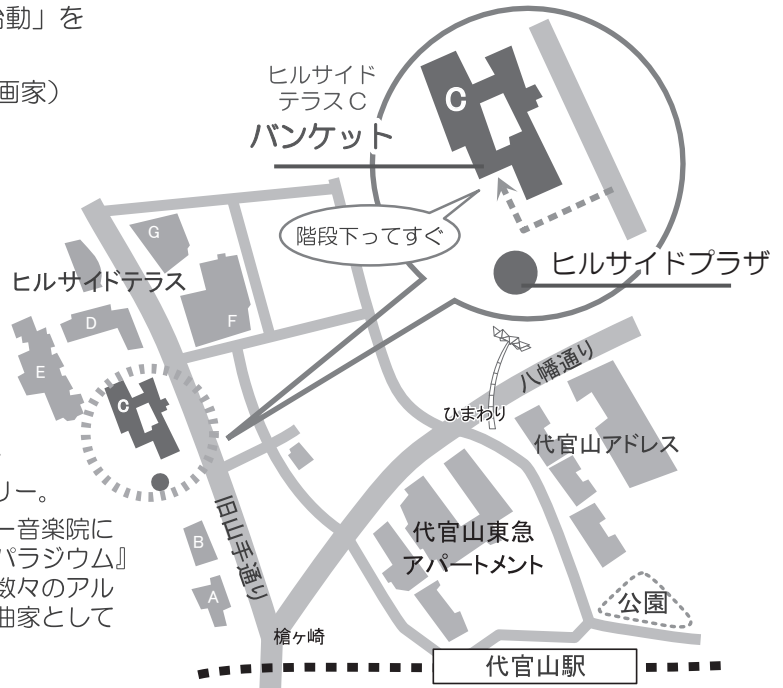 台動」を
画家）
ヒルサイド
テラス C
バンケット
C
階段下ってすぐ
ヒルサイドプラザ
G
ヒルサイドテラス
F
D
E
C
八幡通り
ひまわり
代官山アドレス
リー。
ー音楽院に
パラジウム』
数々のアル
曲家として
旧山手通り
B
A
代官山東急
アパートメント
公園
槍ヶ崎
代官山駅